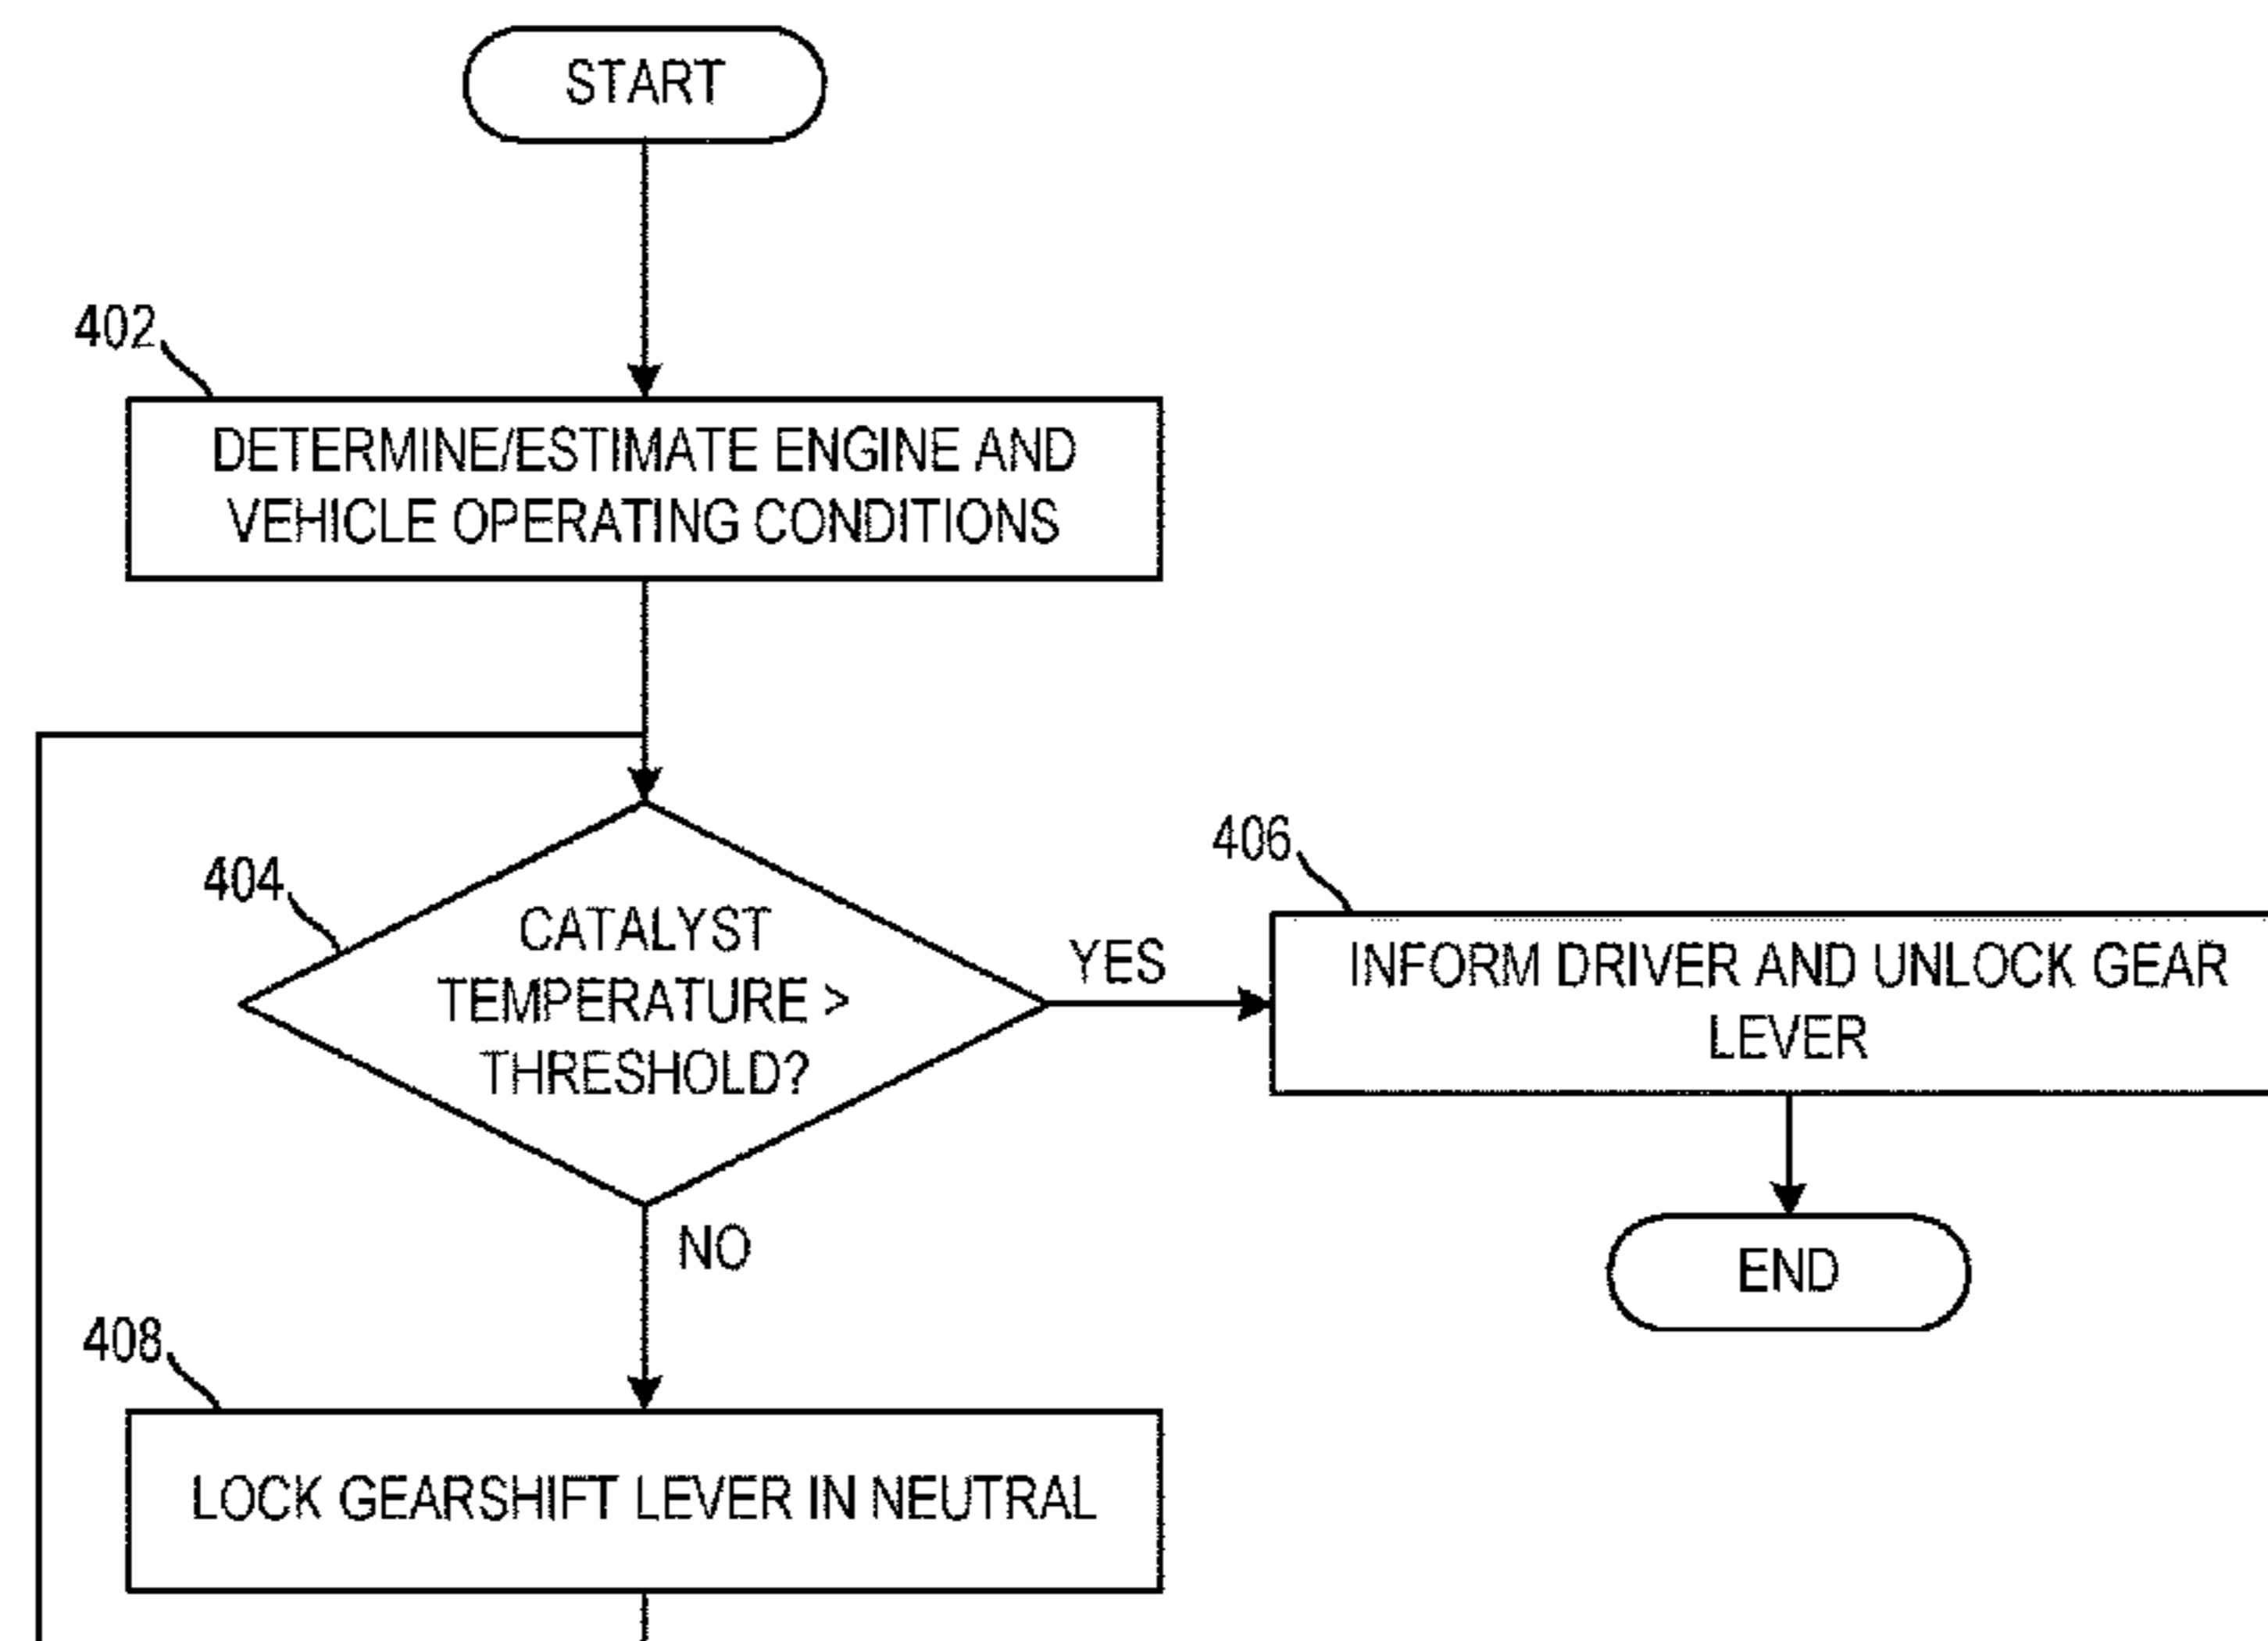 START
402
DETERMINE/ESTIMATE ENGINE AND
VEHICLE OPERATING CONDITIONS
404
CATALYST
TEMPERATURE >
THRESHOLD?
YES
406
INFORM DRIVER AND UNLOCK GEAR
LEVER
NO
END
408
LOCK GEARSHIFT LEVER IN NEUTRAL